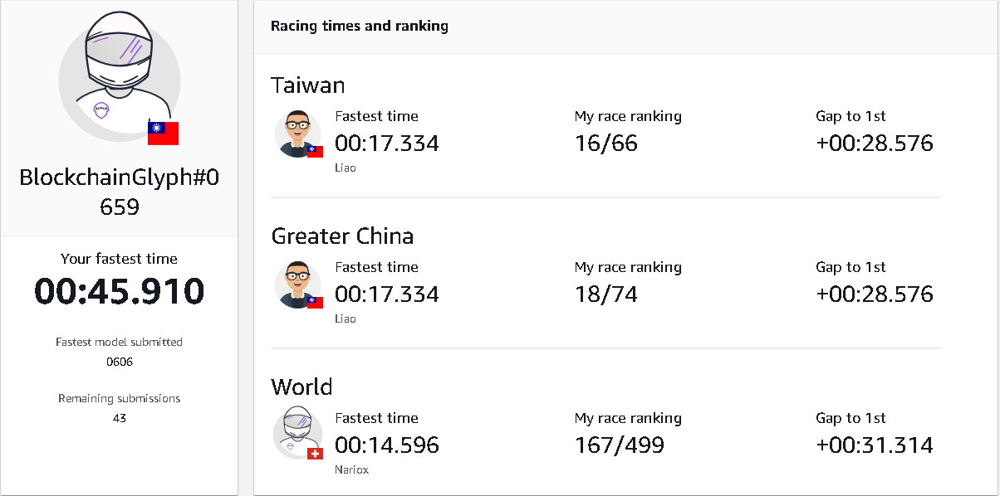 BlockchainGlyph#0
659
Your fastest time
00:45.910
Fastest model submitted
0606
Remaining submissions
43
Racing times and ranking
Taiwan
Fastest time
My race ranking
Gap to 1st
00:17.334
16/66
+00:28.576
Liao
Greater China
Fastest time
My race ranking
Gap to 1st
00:17.334
18/74
+00:28.576
Liao
World
Fastest time
My race ranking
Gap to 1st
00:14.596
167/499
+00:31.314
Nariox